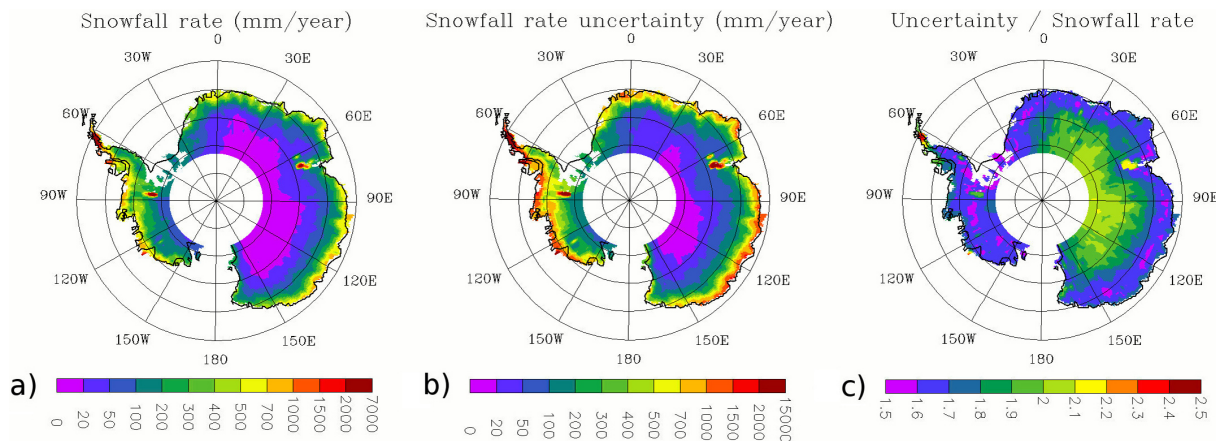 Snowfall rate (mm/year)
0
30W
30E
60W
60E
90W
90E
120W
120E
150W
150E
180
a)
0
20
50
100
200
300
400
500
700
1000
1500
2000
7000
Snowfall rate uncertainty (mm/year)
0
30W
30E
60W
60E
90W
90E
120W
120E
150W
150E
180
b)
0
20
50
100
200
300
400
500
700
1000
1500
2000
15000
Uncertainty / Snowfall rate
0
30W
30E
60W
60E
90W
90E
120W
120E
150W
150E
180
c)
1.5
1.6
1.7
1.8
1.9
2
2.1
2.2
2.3
2.4
2.5